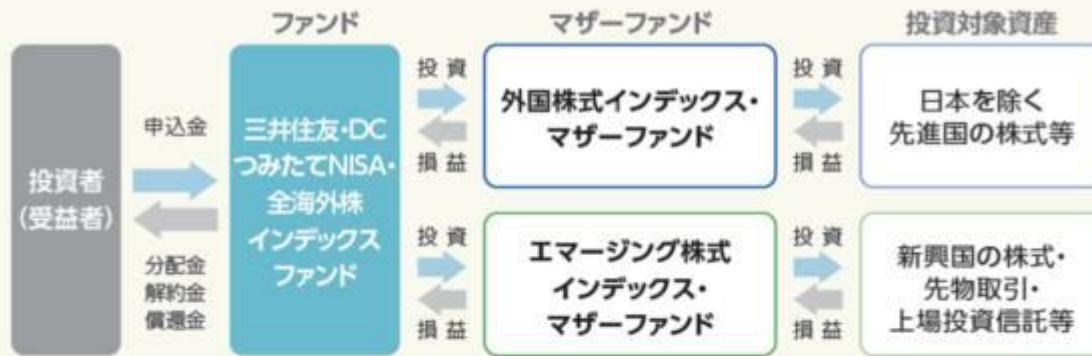 ファンド
マザーファンド
投資対象資産
投資者
(受益者)
申込金
分配金
解約金
償還金
三井住友・DC
つみたてNISA・
全海外株
インデックス
ファンド
投資
損益
外国株式インデックス・
マザーファンド
投資
損益
日本を除く
先進国の株式等
投資
損益
エマージング株式
インデックス・
マザーファンド
投資
損益
新興国の株式・
先物取引・
上場投資信託等